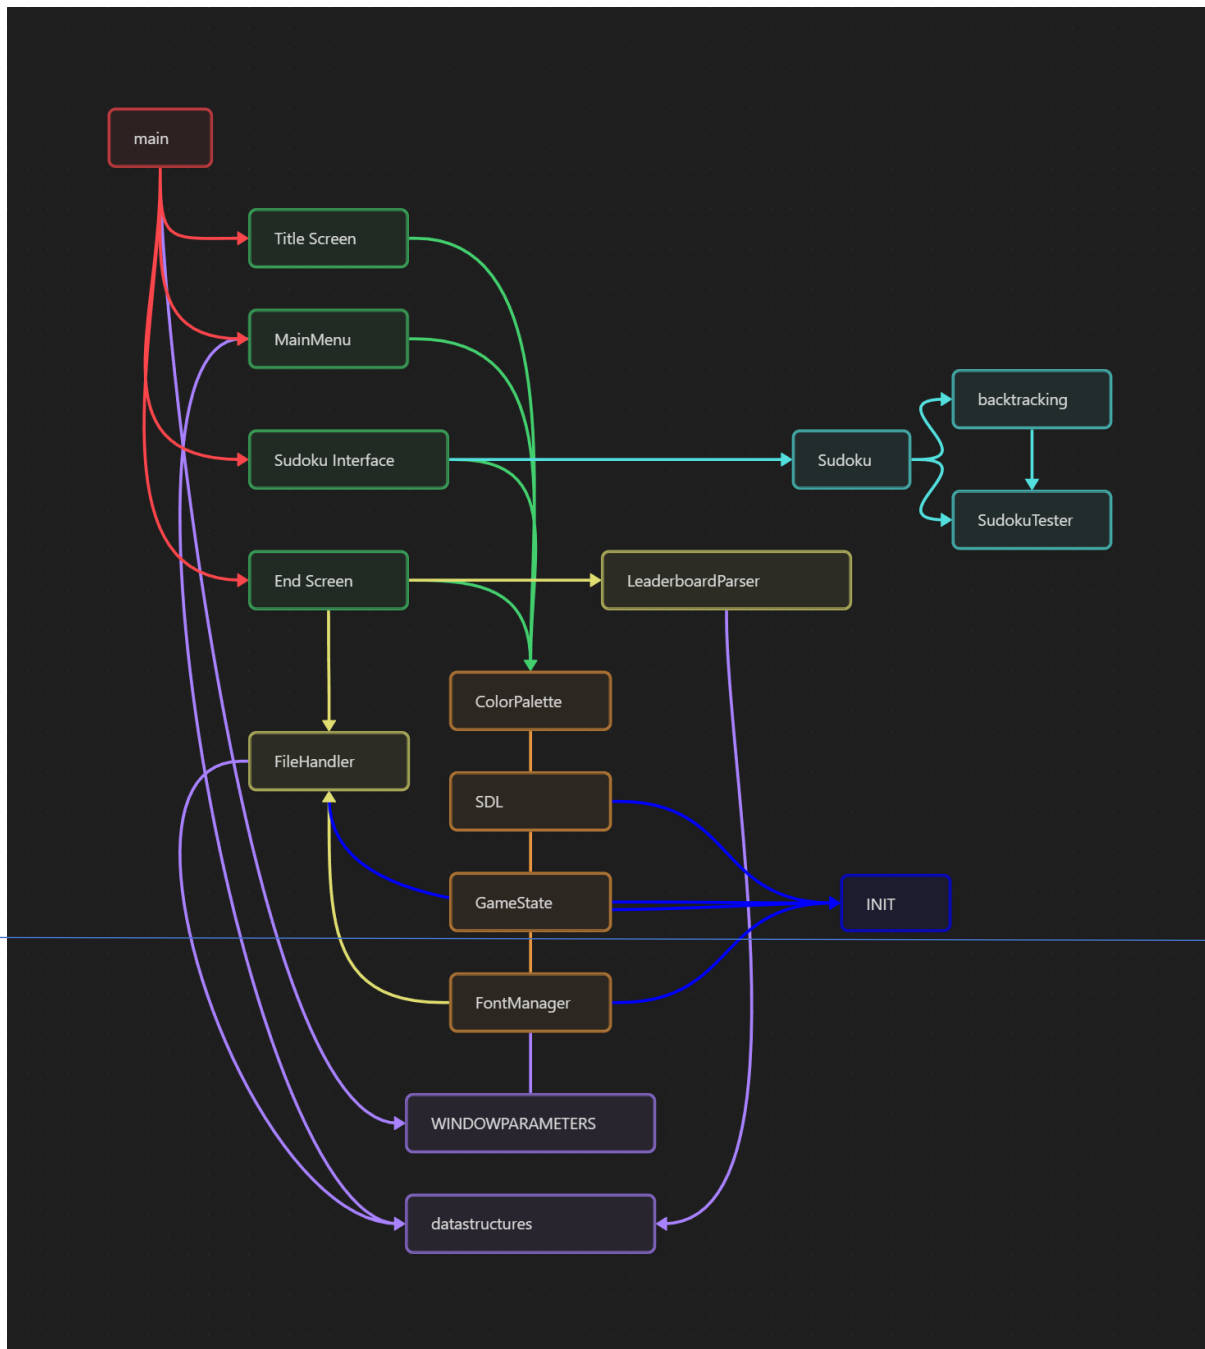 main
Title Screen
MainMenu
backtracking
Sudoku Interface
Sudoku
SudokuTester
End Screen
LeaderboardParser
ColorPalette
FileHandler
SDL
GameState
INIT
FontManager
WINDOWPARAMETERS
datastructures